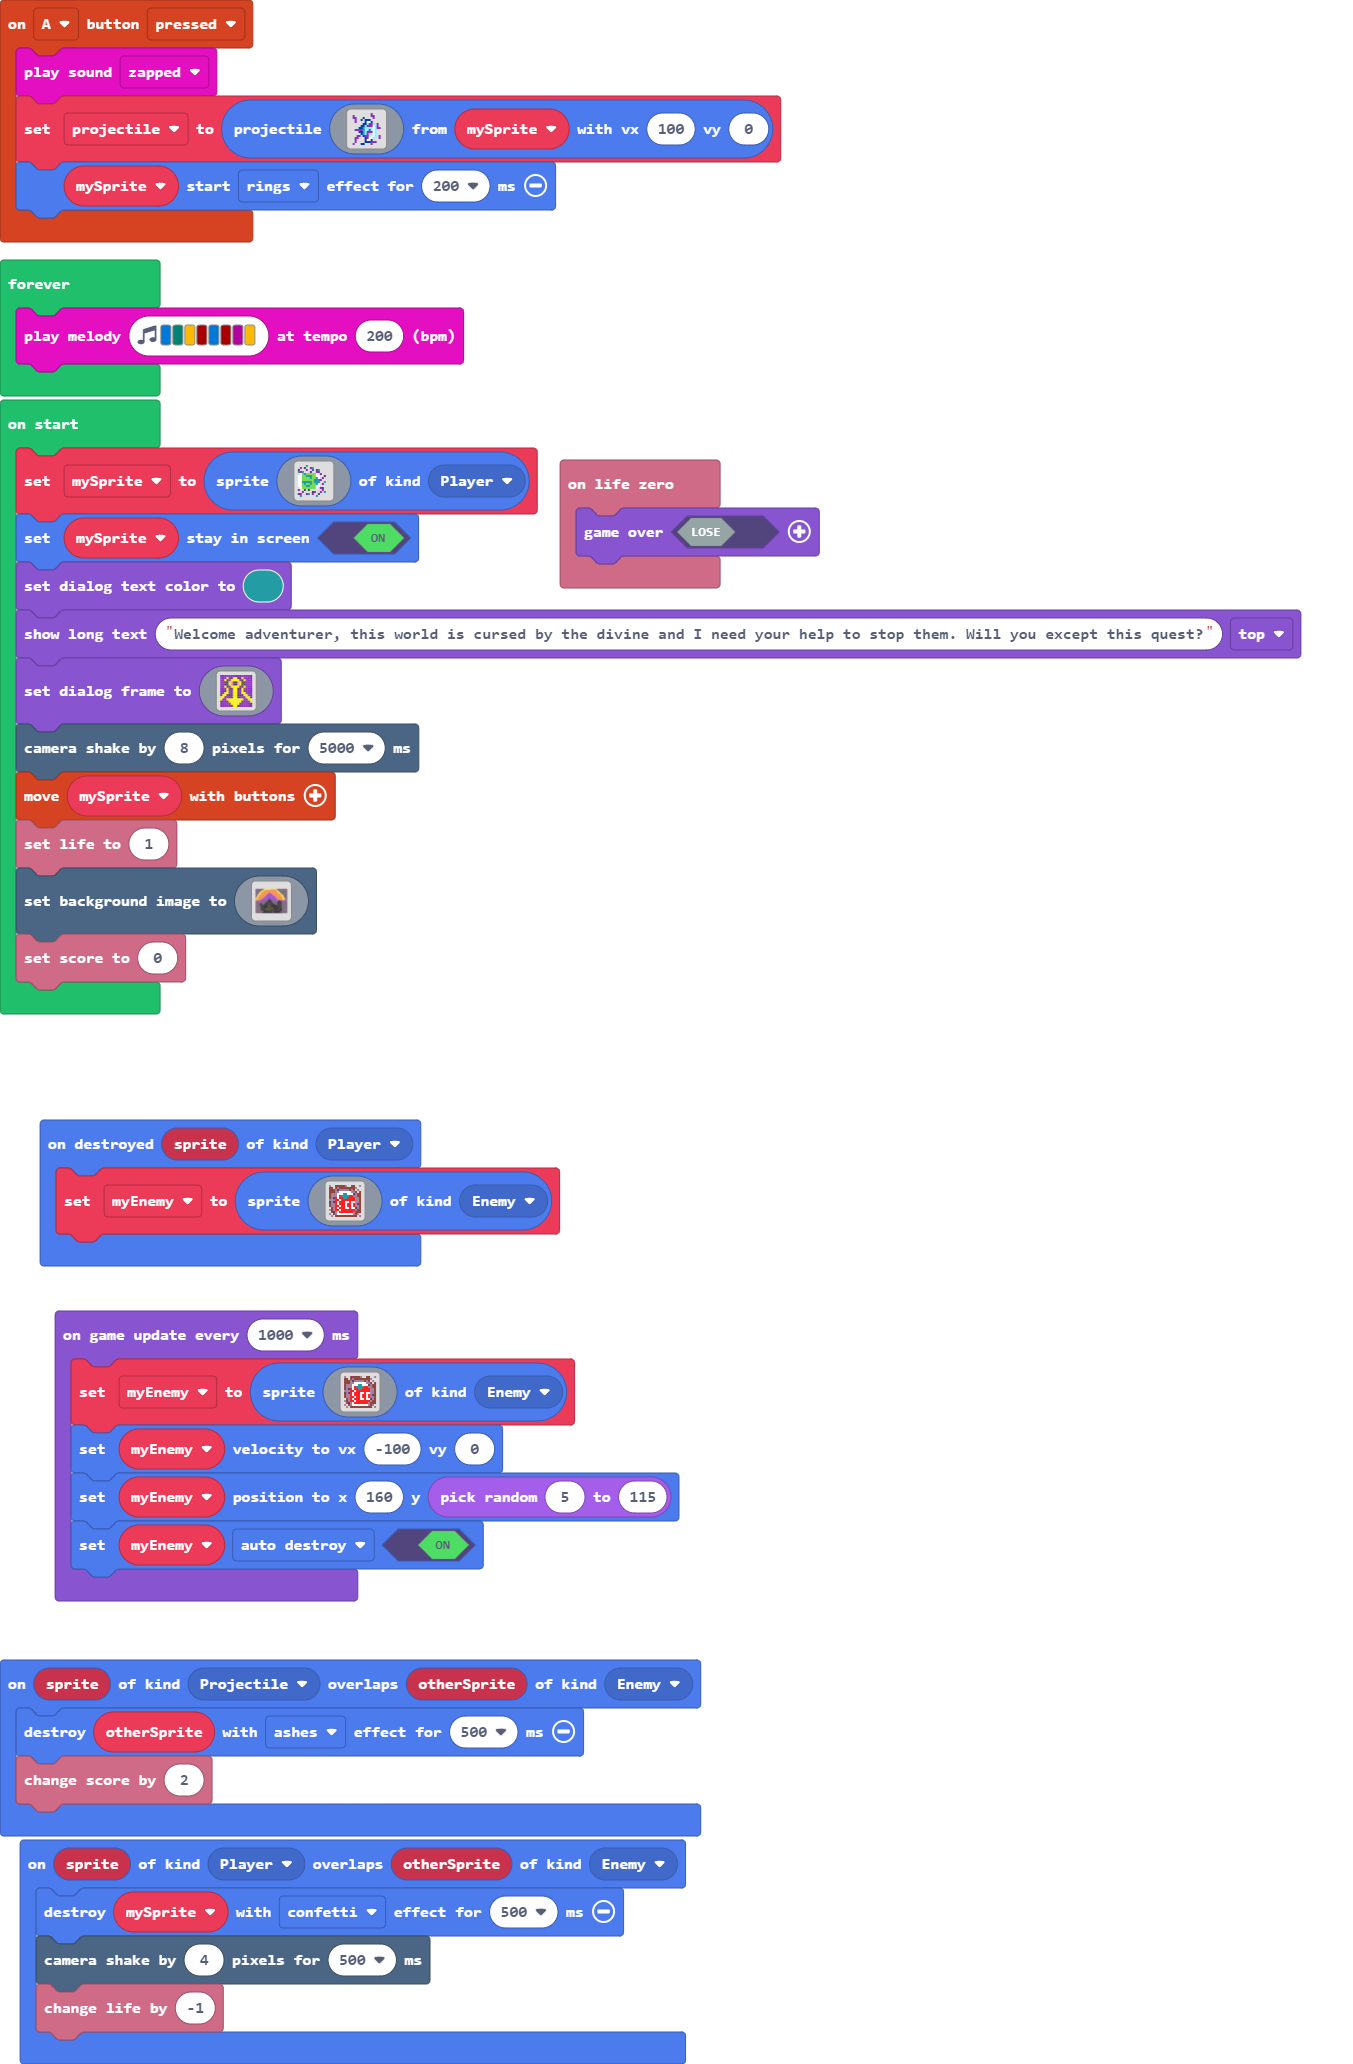 on A button pressed
play sound zapped
set projectile to projectile from mySprite with vx 100 vy 0
mySprite start rings effect for 200 ms
forever
play melody at tempo 200 (bpm)
on start
set mySprite to sprite of kind Player
set mySprite stay in screen ON
set dialog text color to
show long text "Welcome adventurer, this world is cursed by the divine and I need your help to stop them. Will you except this quest?" top
set dialog frame to
camera shake by 8 pixels for 5000 ms
move mySprite with buttons
set life to 1
set background image to
set score to 0
on life zero
game over LOSE
on destroyed sprite of kind Player
set myEnemy to sprite of kind Enemy
on game update every 1000 ms
set myEnemy to sprite of kind Enemy
set myEnemy velocity to vx -100 vy 0
set myEnemy position to x 160 y pick random 5 to 115
set myEnemy auto destroy ON
on sprite of kind Projectile overlaps otherSprite of kind Enemy
destroy otherSprite with ashes effect for 500 ms
change score by 2
on sprite of kind Player overlaps otherSprite of kind Enemy
destroy mySprite with confetti effect for 500 ms
camera shake by 4 pixels for 500 ms
change life by -1